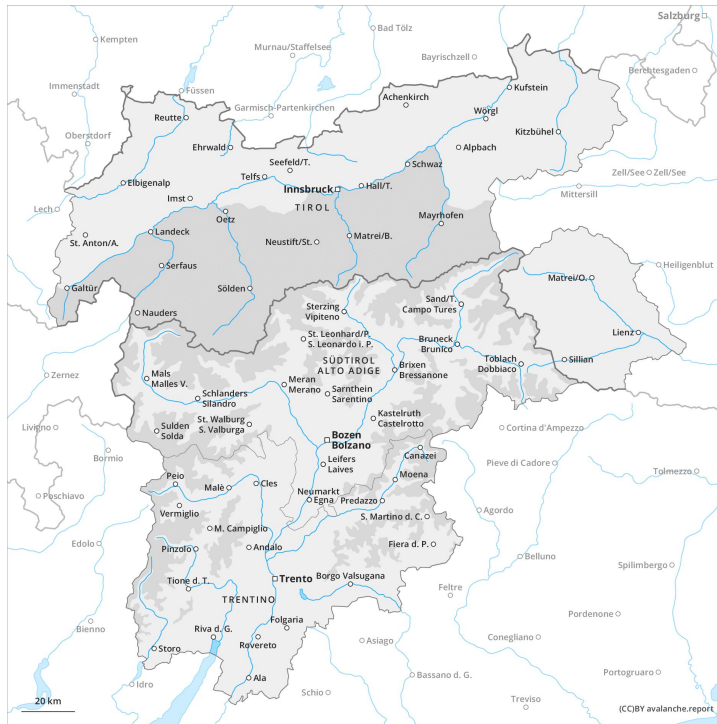 Salzburg
Kempten
Bad Tölz
Murnau/Staffelsee
Bayrischzell
Berchtesgaden
Immenstadt
Füssen
Garmisch-Partenkirchen
Achenkirch
Kufstein
Reutte
Wörgl
Oberstdorf
Ehrwald
Kitzbühel
Seefeld/T.
Alpbach
Schwaz
Telfs
Elbigenalp
Innsbruck
Hall/T.
Zell/See
Zell/See
Imst
TIROL
Mittersill
Lech
Oetz
Mayrhofen
St. Anton/A.
Landeck
Neustift/St.
Matrei/B.
Serfaus
Heiligenblut
Matrei/O.
Galtür
Sölden
Sand/T.
Campo Tures
Nauders
Sterzing
Vipiteno
St. Leonhard/P.
S. Leonardo i. P.
Bruneck
Brunico
Lienz
SÜDTIROL
ALTO ADIGE
Toblach
Dobbiaco
Sillian
Zernez
Mals
Malles V.
Meran
Merano
Brixen
Bressanone
Schlanders
Silandro
Sarnthein
Sarentino
Livigno
St. Walburg
S. Valburga
Kastelruth
Castelrotto
Sulden
Solda
Cortina d'Ampezzo
Bozen
Bolzano
Bormio
Canazei
Leifers
Laives
Pieve di Cadore
Tolmezzo
Peio
Moena
Poschiavo
Malè
Cles
Neumarkt
Egna
Predazzo
Vermiglio
Agordo
S. Martino d. C.
M. Campiglio
Edolo
Pinzolo
Andalo
Fiera d. P.
Belluno
Spilimbergo
Tione d. T.
Trento
Borgo Valsugana
Feltre
TRENTINO
Pordenone
Bienno
Folgaria
Riva d. G.
Rovereto
Asiago
Conegliano
Storo
Portogruaro
Idro
Ala
Bassano d. G.
Schio
Treviso
20 km
(CC)BY avalanche.report